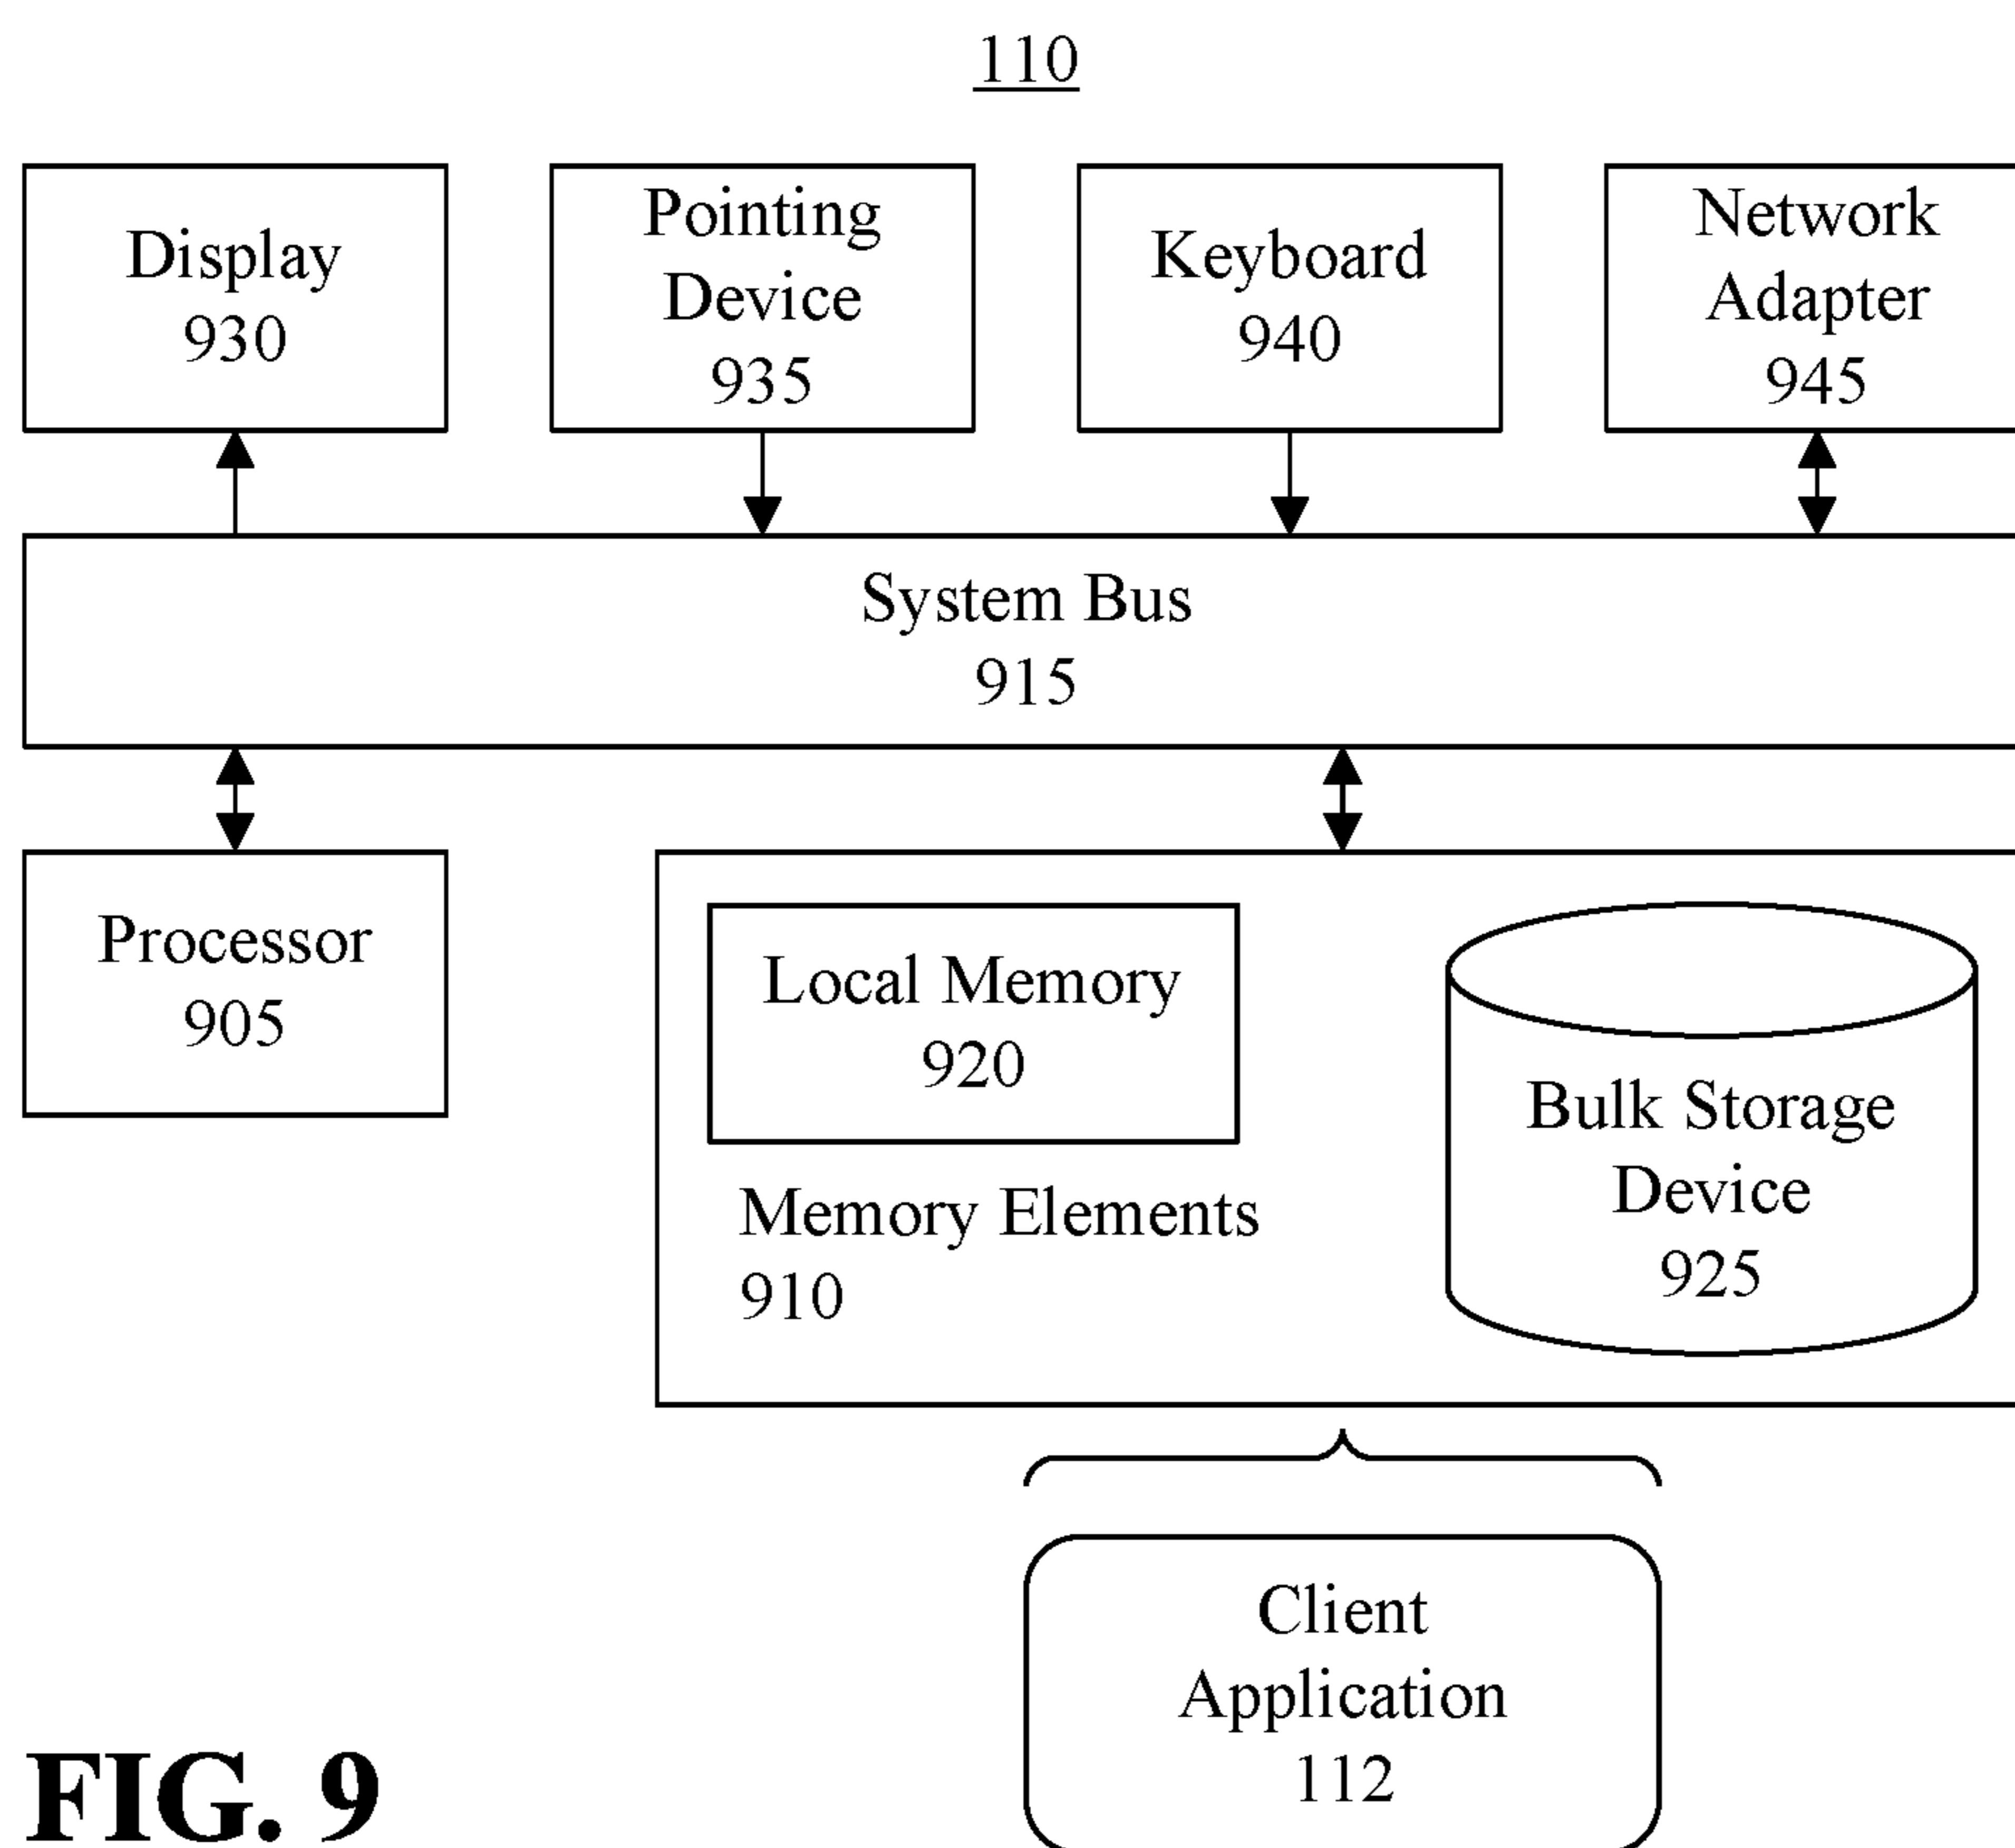 110
Display
930
Pointing
Device
935
Keyboard
940
Network
Adapter
945
System Bus
915
Processor
905
Local Memory
920
Memory Elements
910
Bulk Storage
Device
925
Client
Application
112
FIG. 9